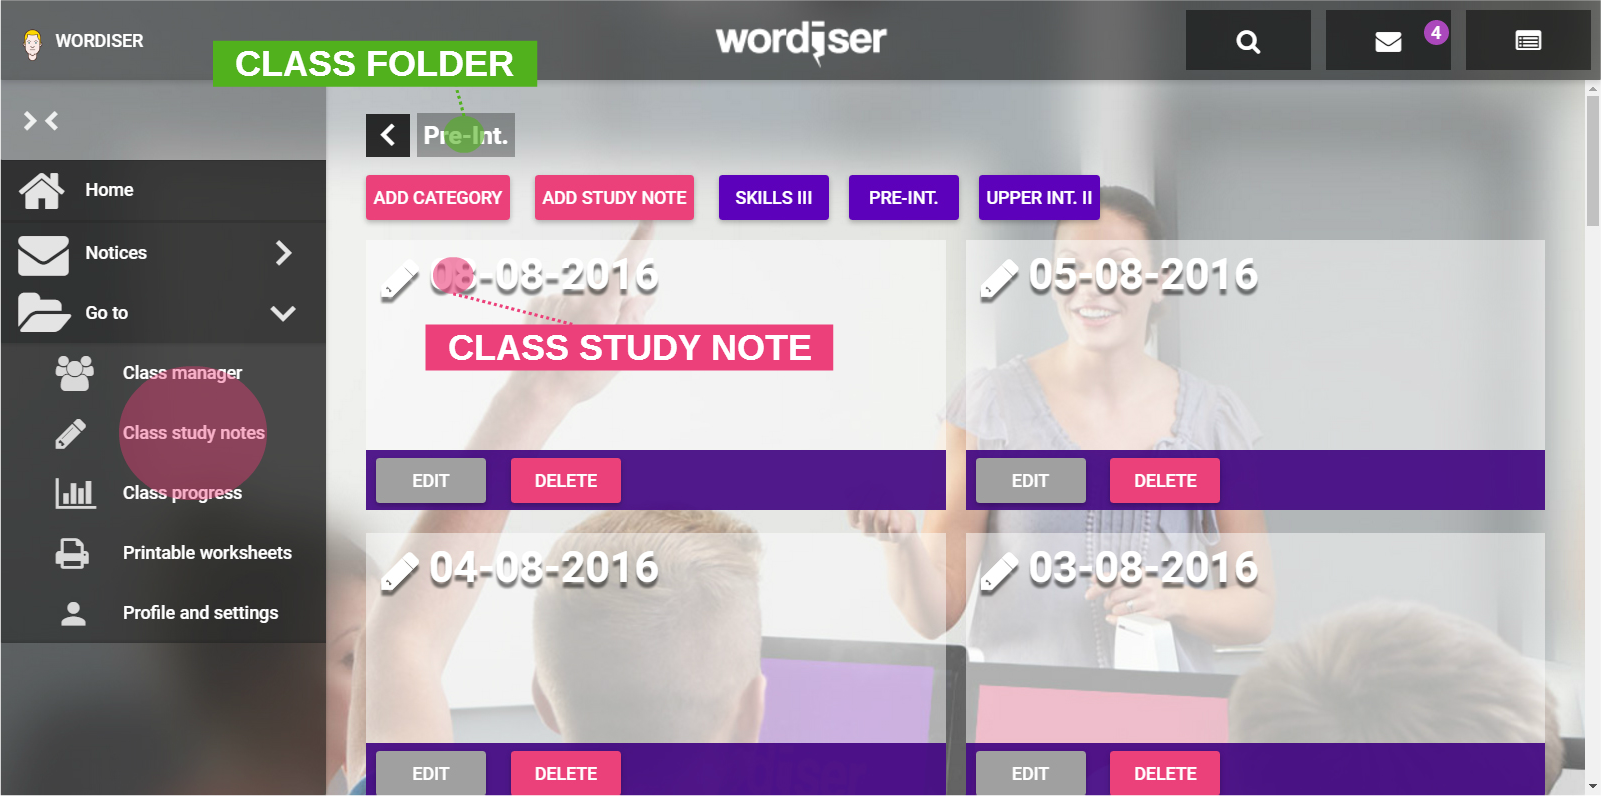 WORDISER
wordiser
4
CLASS FOLDER
Pre-Int.
Home
Notices
Go to
Class manager
Class study notes
Class progress
Printable worksheets
Profile and settings
ADD CATEGORY
ADD STUDY NOTE
SKILLS III
PRE-INT.
UPPER INT. II
08-08-2016
CLASS STUDY NOTE
EDIT
DELETE
05-08-2016
EDIT
DELETE
04-08-2016
EDIT
DELETE
03-08-2016
EDIT
DELETE